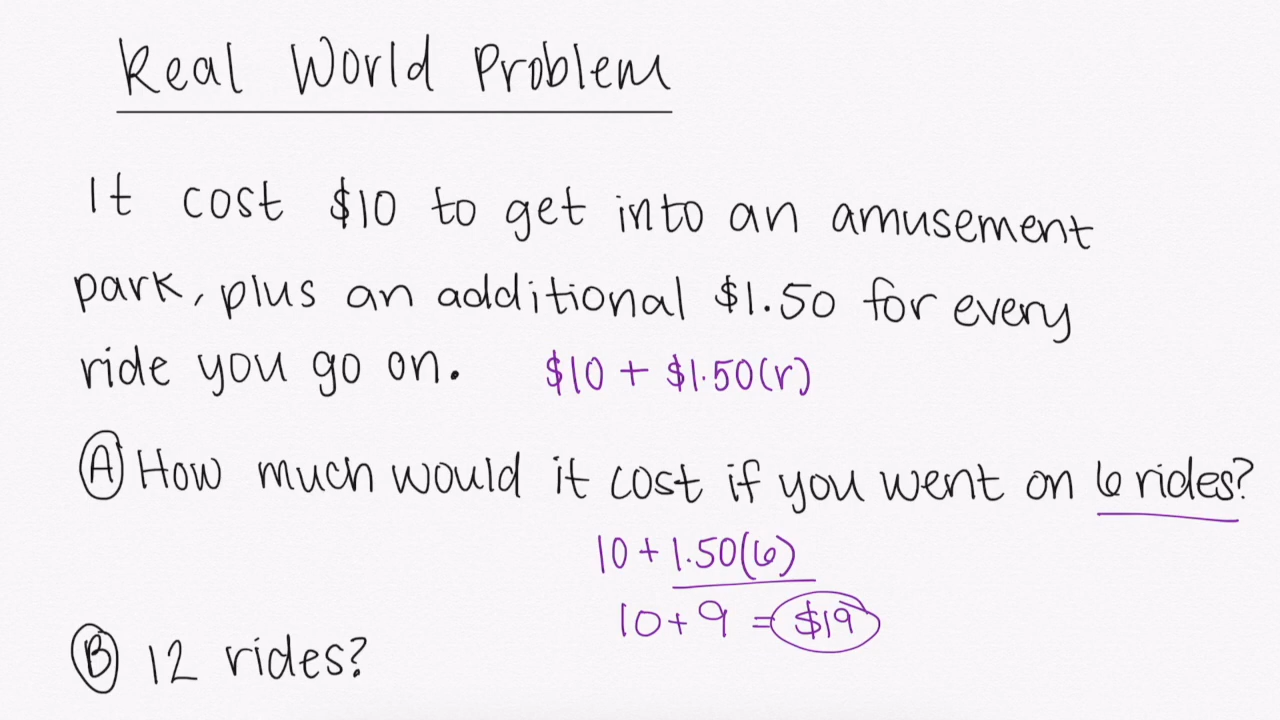 Real World Problem
It cost $10 to get into an amusement
park, plus an additional $1.50 for every
ride you go on. $10 + $1.50(r)
A How much would it cost if you went on 6 rides?
10 + 1.50(6)
10 + 9 = $19
B 12 rides?